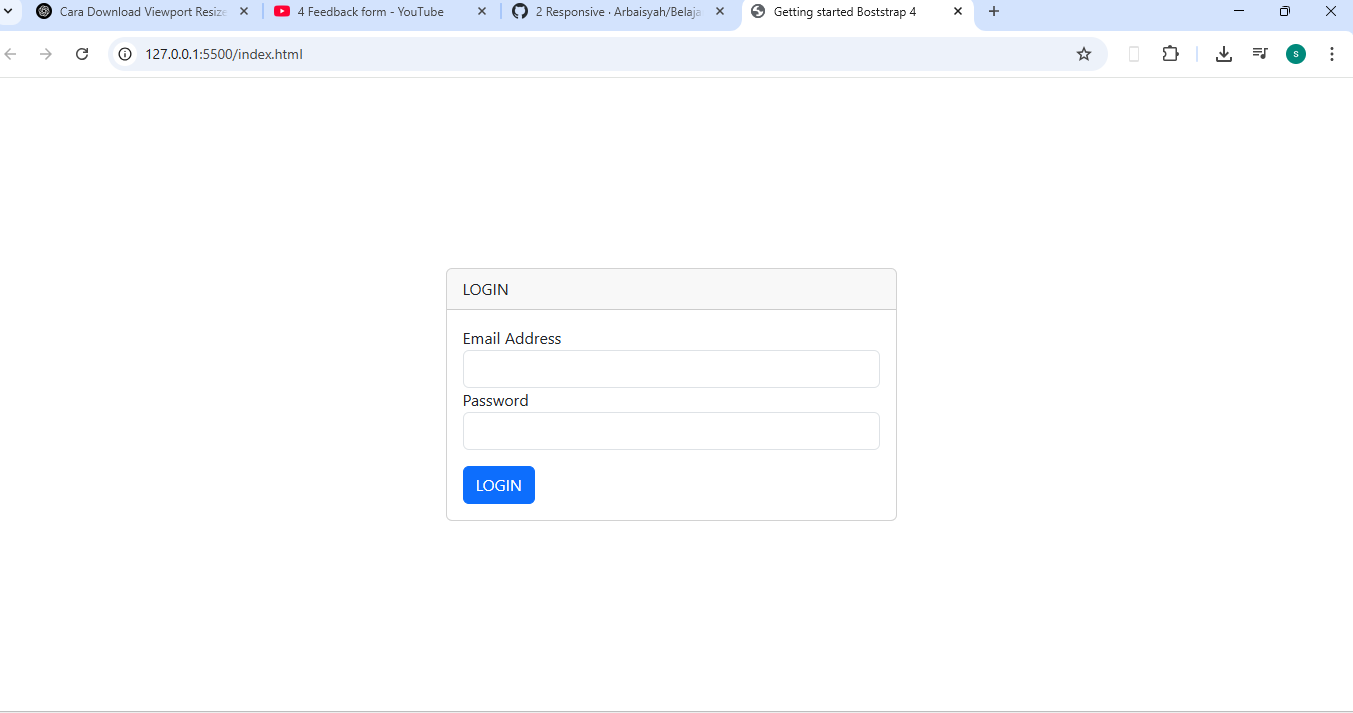 Cara Download Viewport Resize
4 Feedback form - YouTube
2 Responsive · Arbaisyah/Belaja
Getting started Boststrap 4
127.0.0.1:5500/index.html
S
LOGIN
Email Address
Password
LOGIN